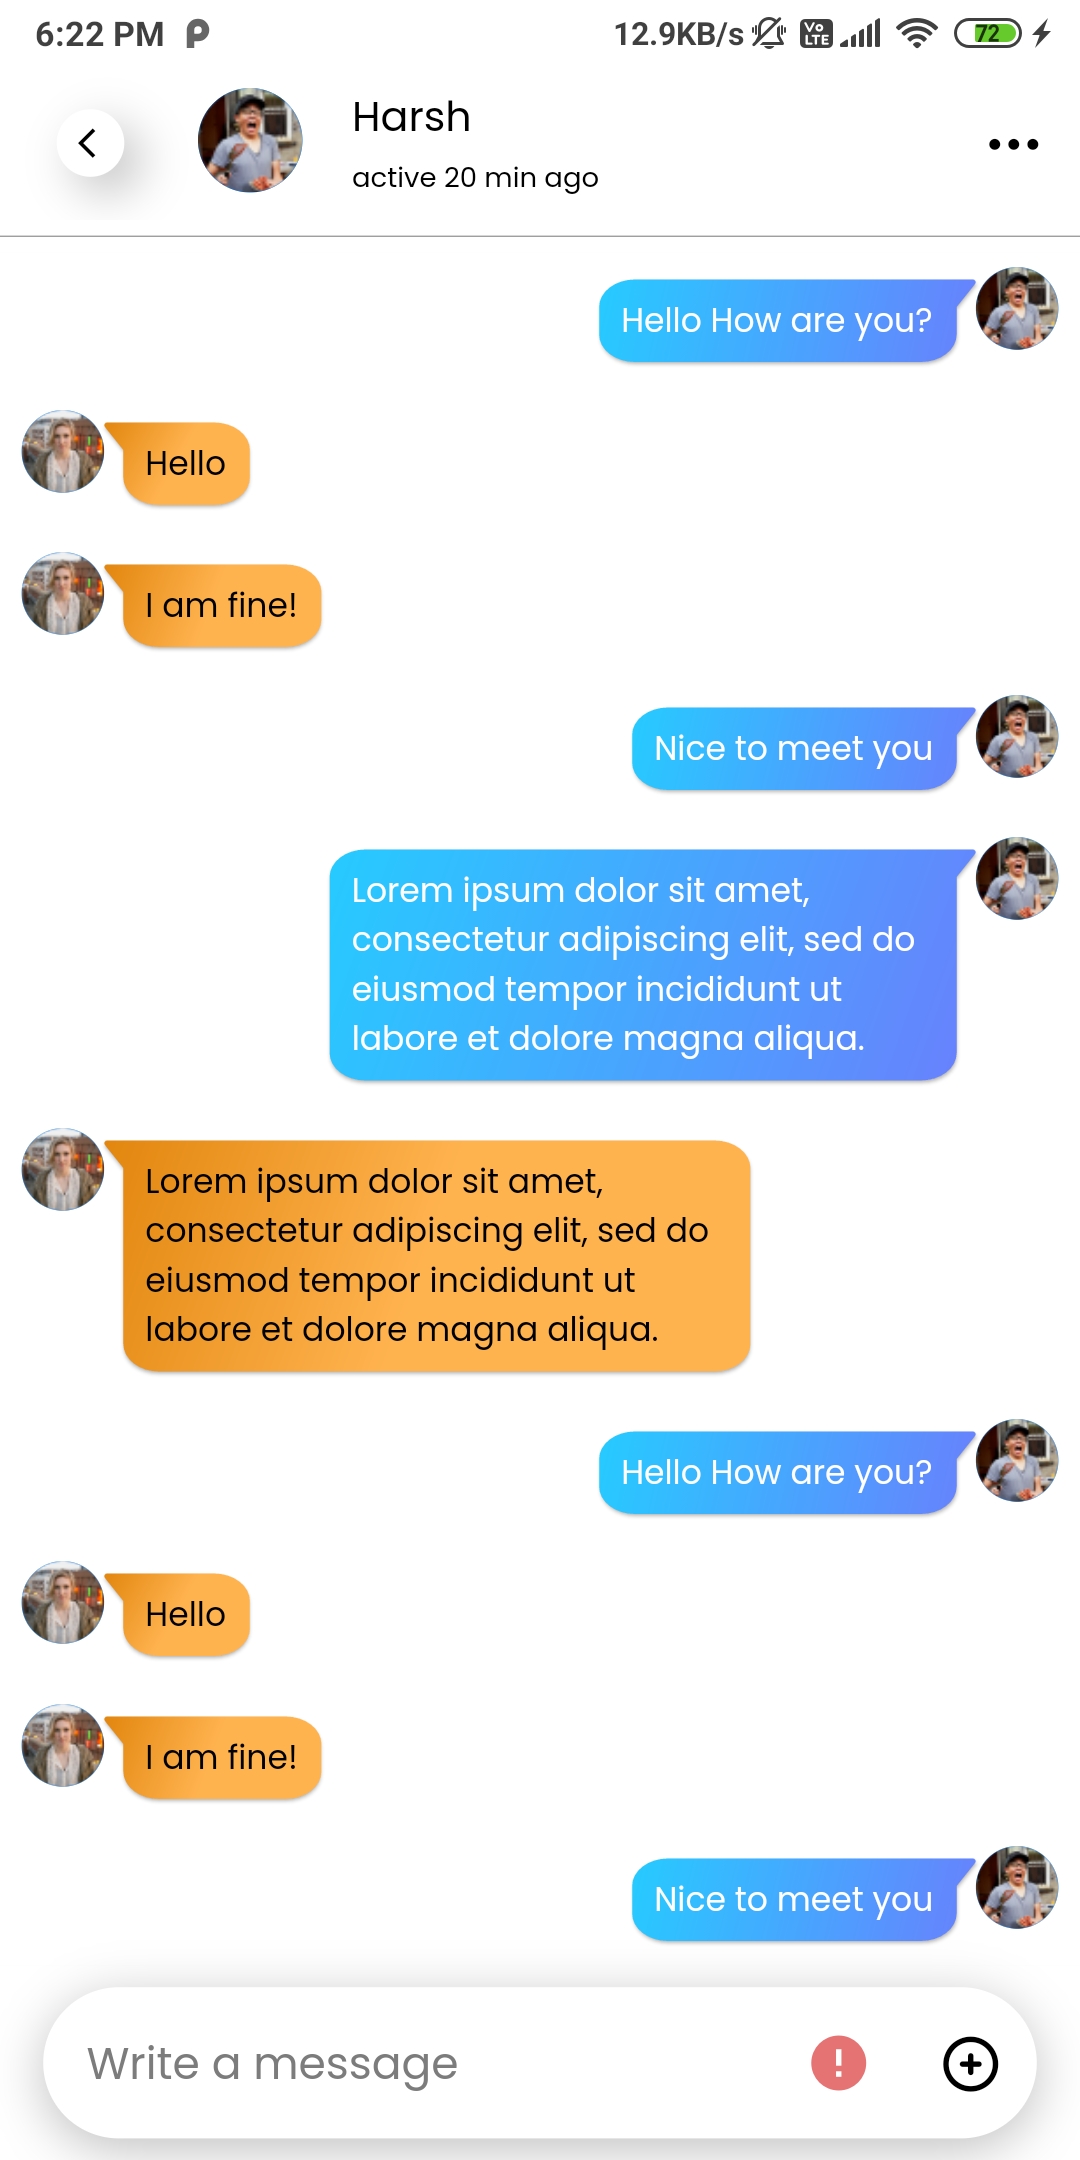 6:22 PM
12.9KB/s
Vo
LTE
72
Harsh
active 20 min ago
Hello How are you?
Hello
I am fine!
Nice to meet you
Lorem ipsum dolor sit amet,
consectetur adipiscing elit, sed do
eiusmod tempor incididunt ut
labore et dolore magna aliqua.
Lorem ipsum dolor sit amet,
consectetur adipiscing elit, sed do
eiusmod tempor incididunt ut
labore et dolore magna aliqua.
Hello How are you?
Hello
I am fine!
Nice to meet you
Write a message